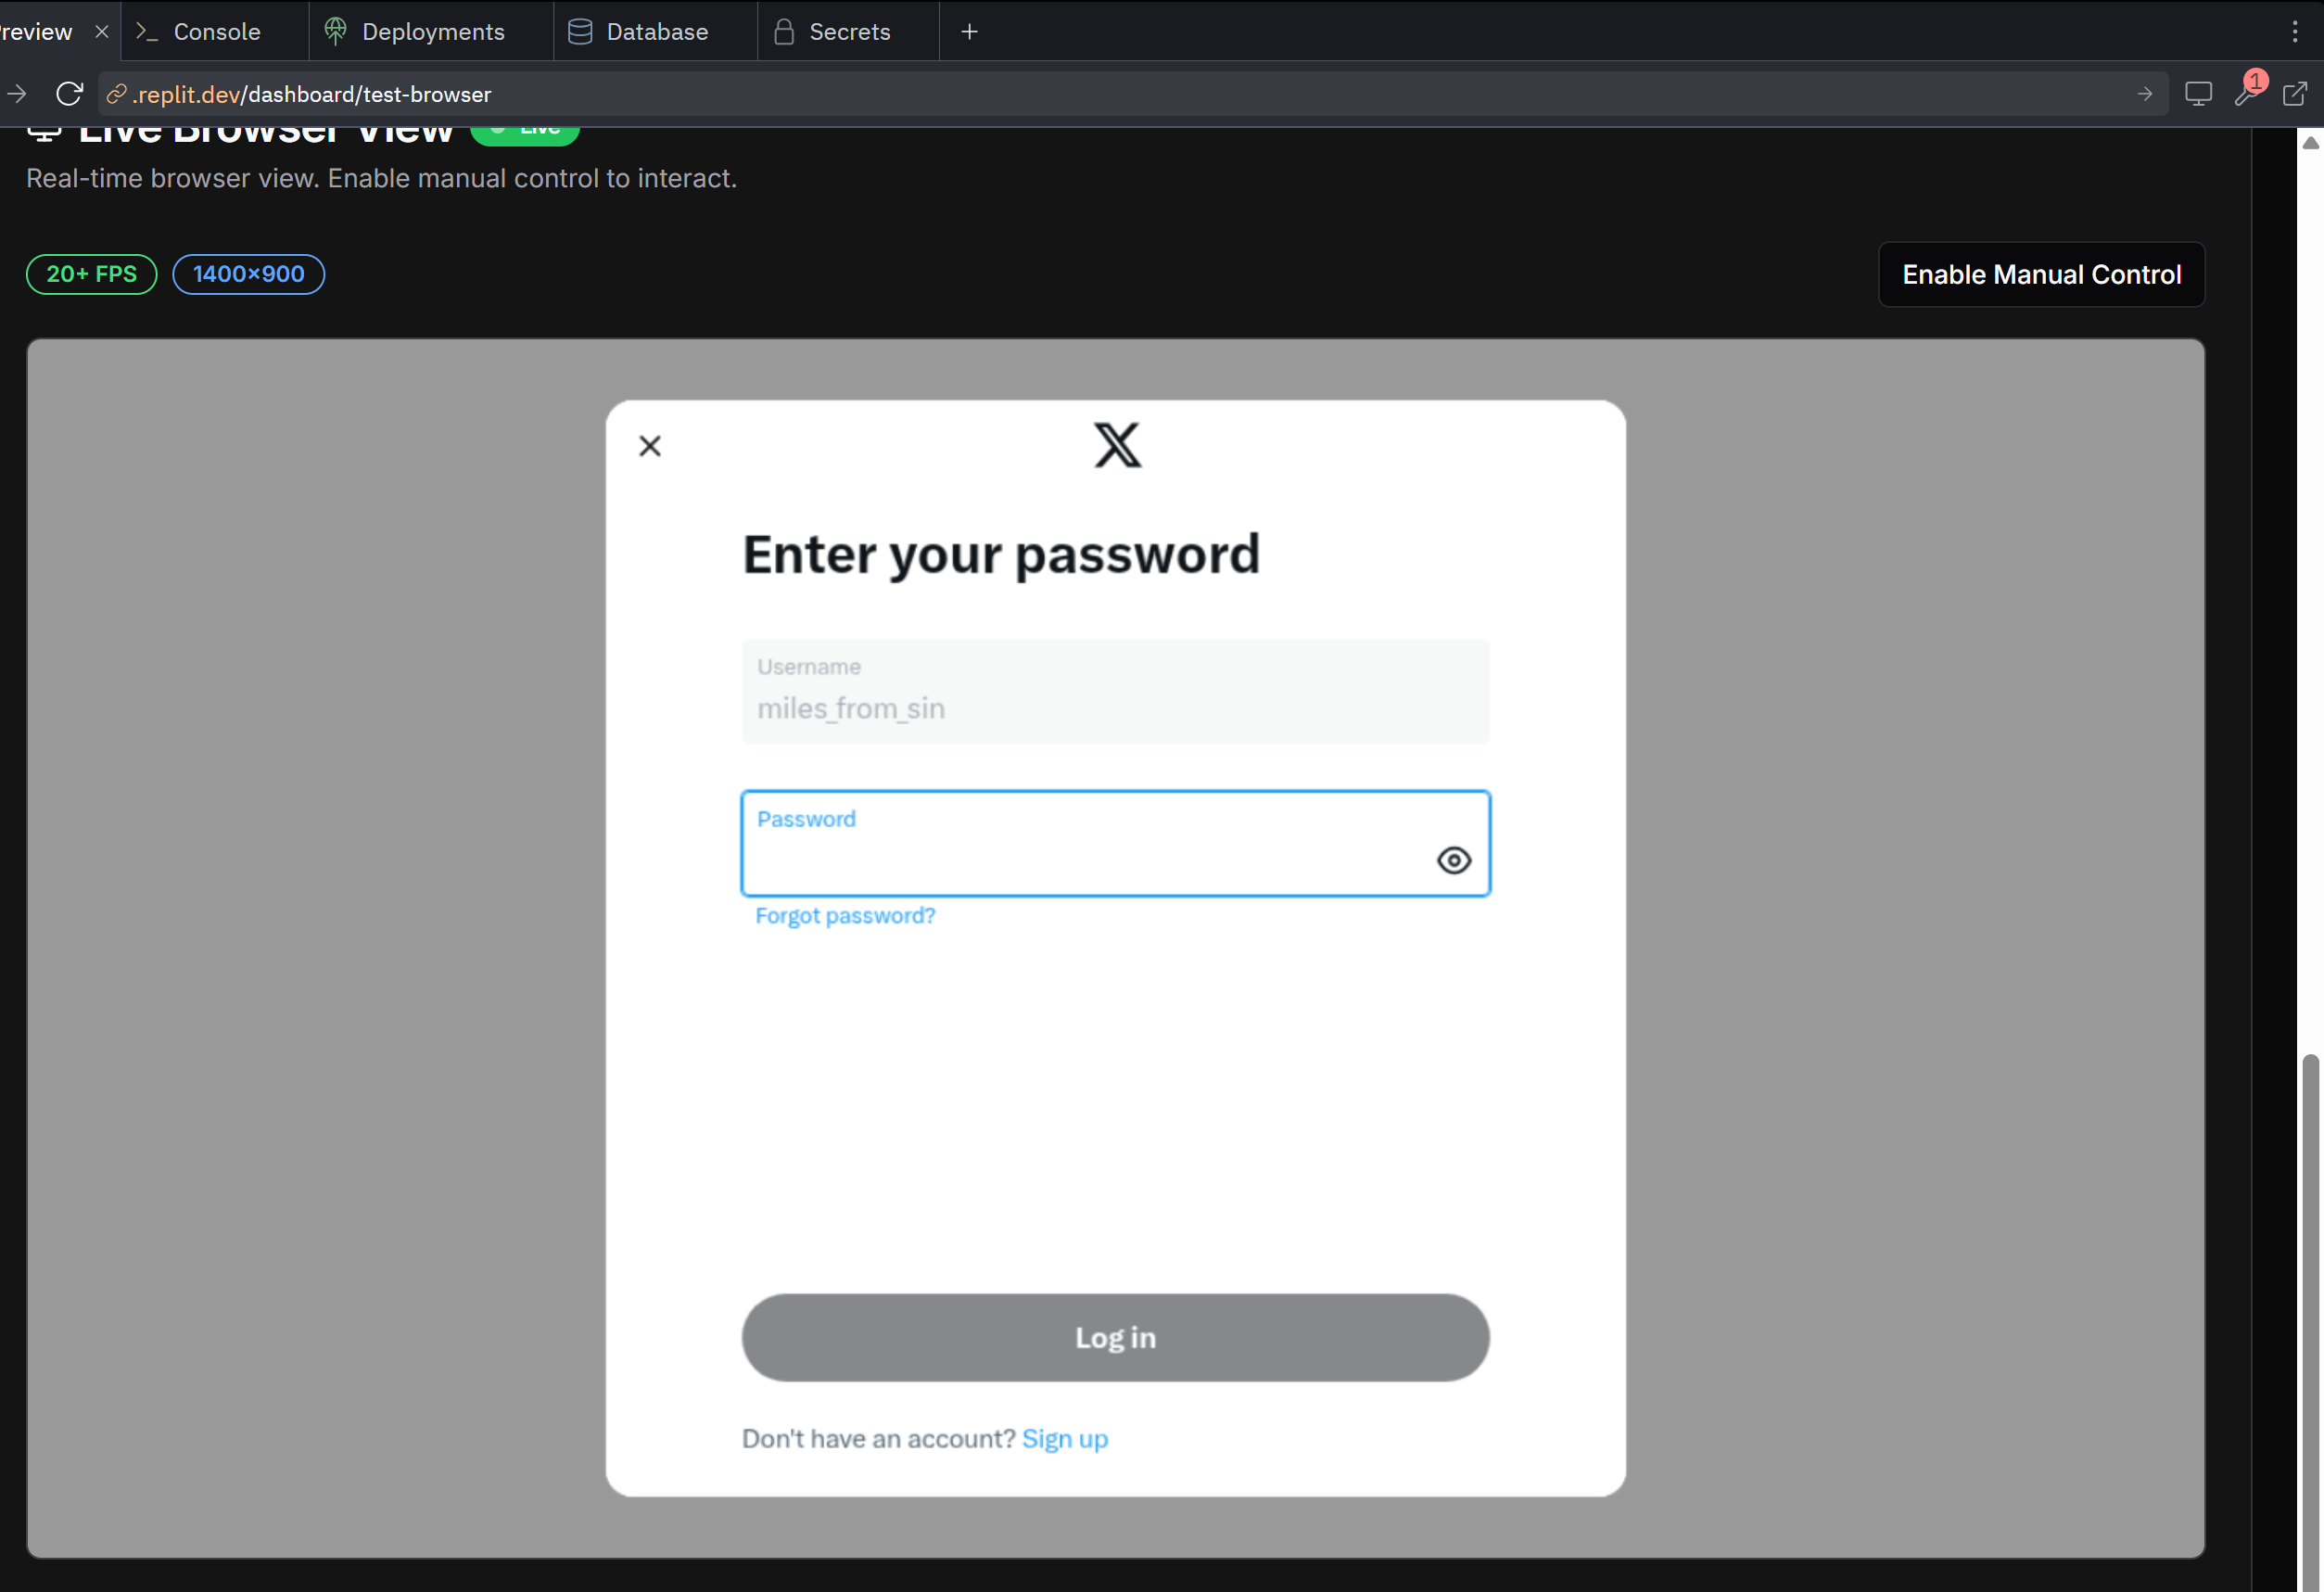 review
Console
Deployments
Database
Secrets
.replit.dev/dashboard/test-browser
1
Live Browser View
Live
Real-time browser view. Enable manual control to interact.
20+ FPS
1400×900
Enable Manual Control
X
Enter your password
Username
miles_from_sin
Password
Forgot password?
Log in
Don't have an account? Sign up